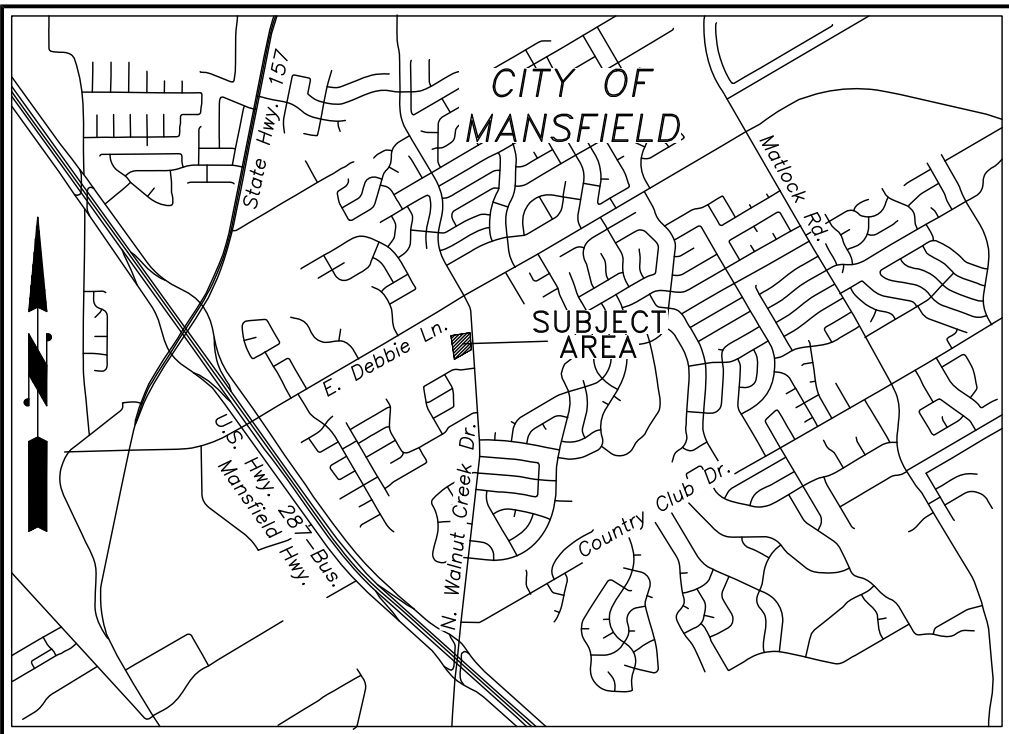 CITY OF
MANSFIELD
State Hwy. 157
Matlock Rd.
SUBJECT
AREA
E. Debbie Ln.
N
U.S. Hwy. 287 Bus.
Mansfield Hwy.
N. Walnut Creek Dr.
Country Club Dr.